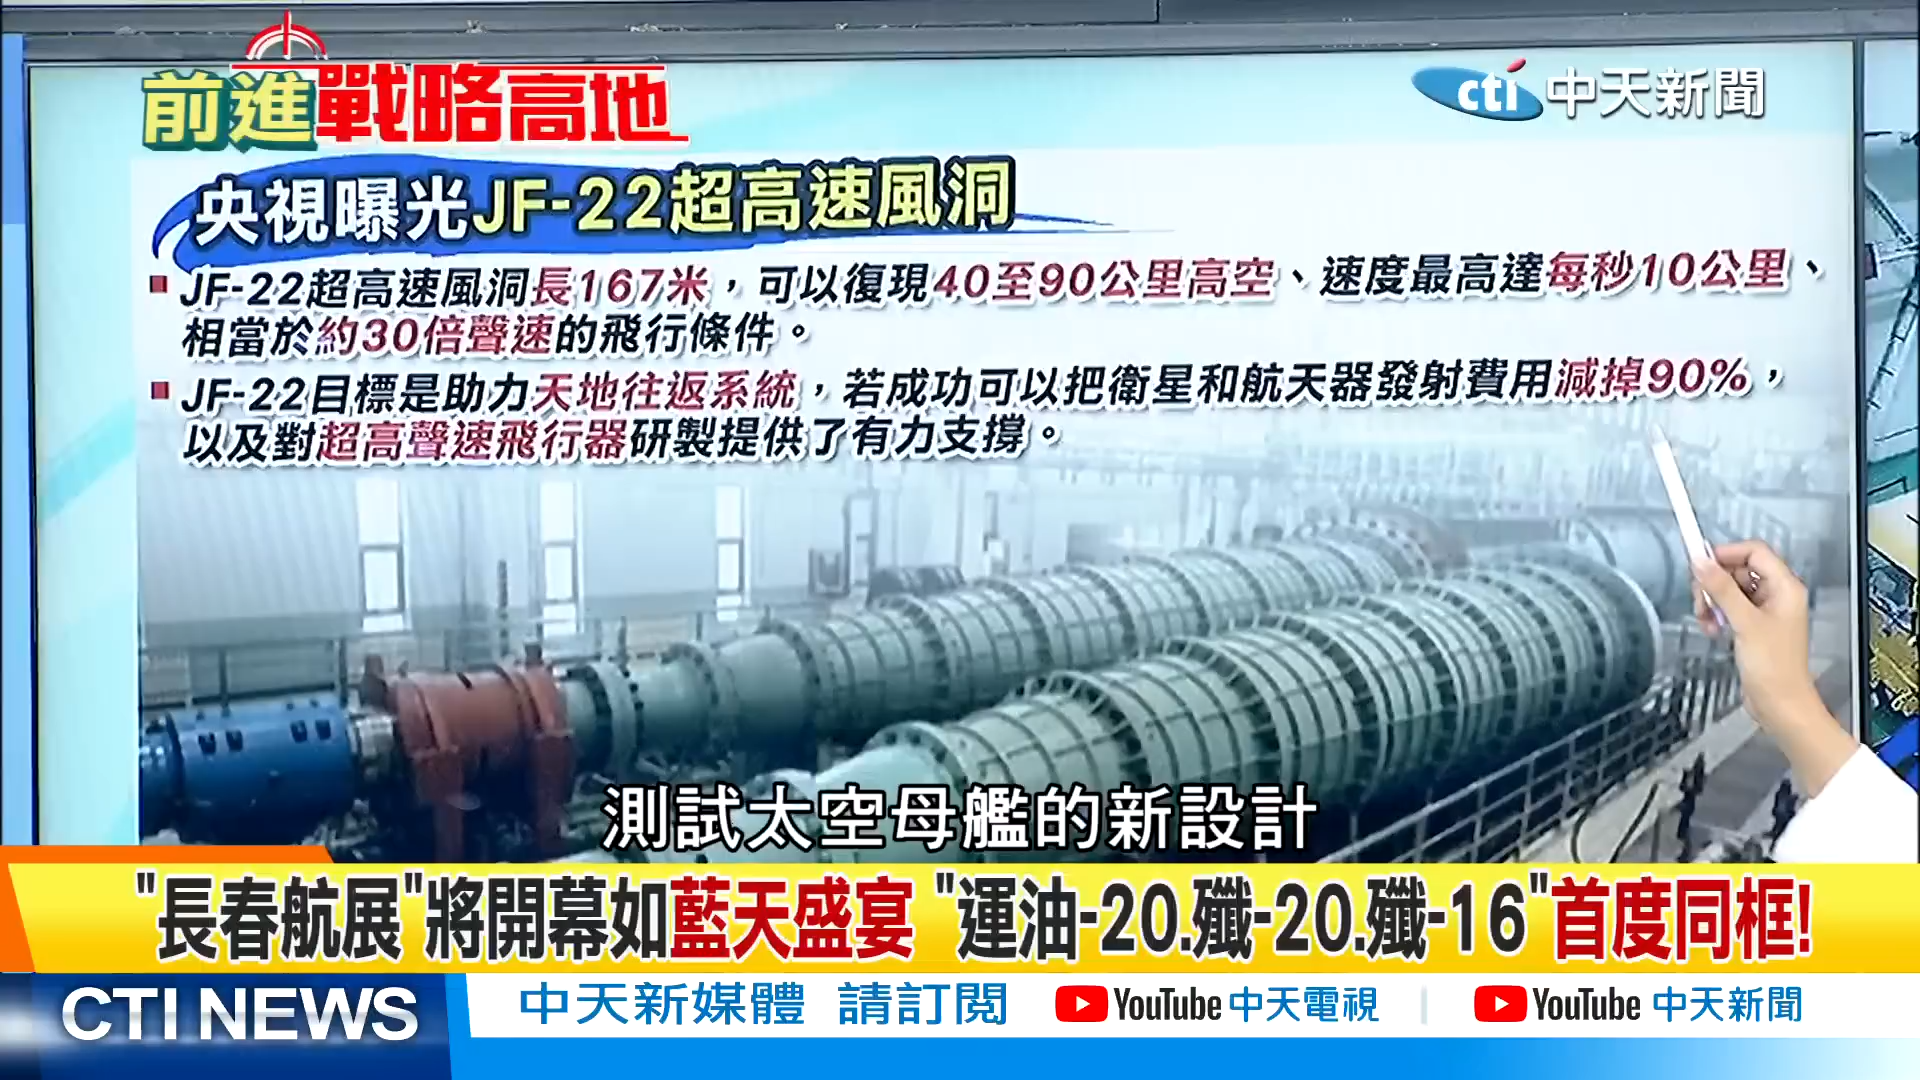 前進戰略高地
cti 中天新聞
央視曝光JF-22超高速風洞
JF-22超高速風洞長167米，可以復現40至90公里高空、速度最高達每秒10公里、
相當於約30倍聲速的飛行條件。
JF-22目標是助力天地往返系統，若成功可以把衛星和航天器發射費用減掉90%，
以及對超高聲速飛行器研製提供了有力支撐。
測試太空母艦的新設計
"長春航展"將開幕如藍天盛宴 "運油-20.殲-20.殲-16"首度同框!
CTI NEWS 中天新媒體 請訂閱 YouTube 中天電視 | YouTube 中天新聞